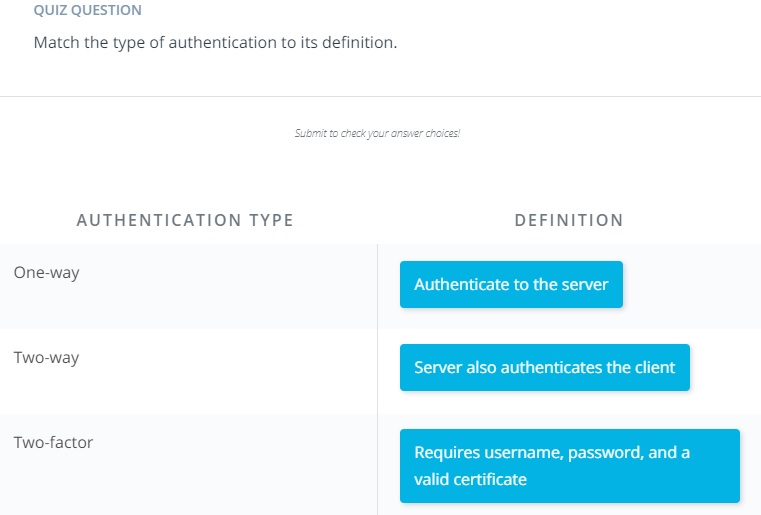 QUIZ QUESTION
Match the type of authentication to its definition.
Submit to check your answer choices!
AUTHENTICATION TYPE
DEFINITION
One-way
Authenticate to the server
Two-way
Server also authenticates the client
Two-factor
Requires username, password, and a
valid certificate